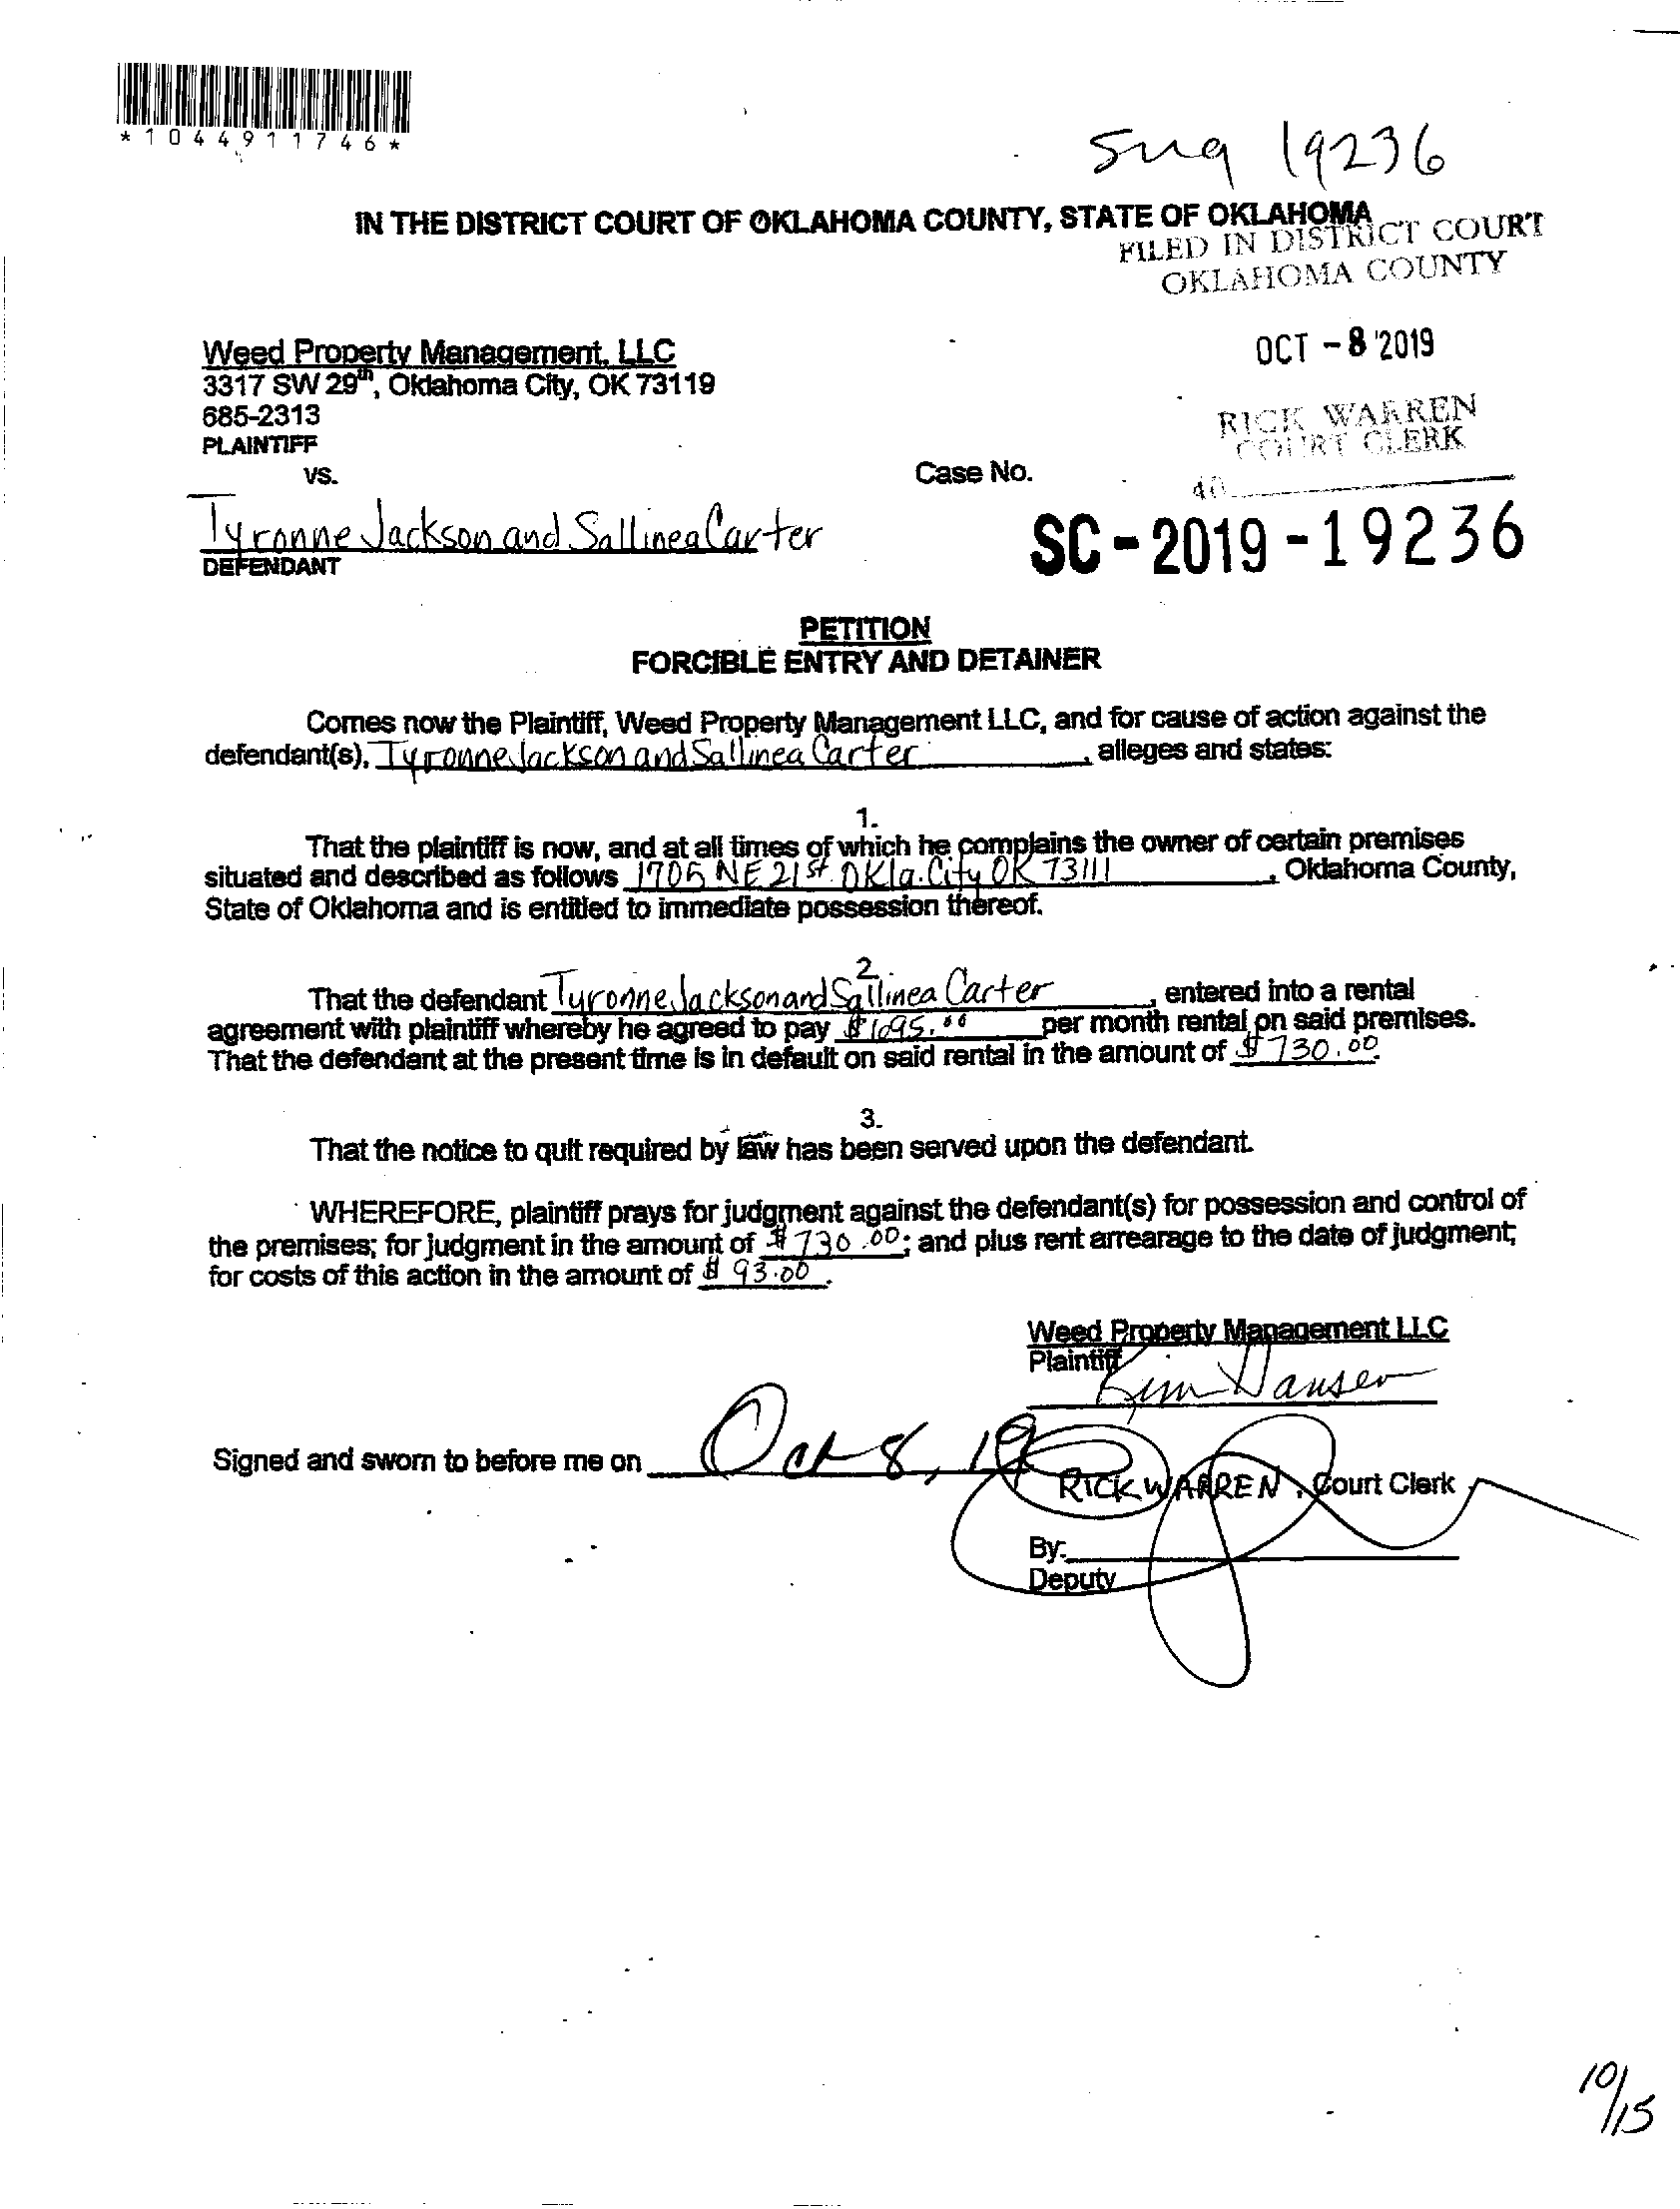 *1044911746*
19236
IN THE DISTRICT COURT OF OKLAHOMA COUNTY, STATE OF OKLAHOMA
FILED IN DISTRICT COURT
OKLAHOMA COUNTY
Weed Property Management, LLC
OCT - 8 2019
3317 SW 29th, Oklahoma City, OK 73119
685-2313
RICK WARREN
COURT CLERK
PLAINTIFF
vs.
Case No.
40
Tyronne Jackson and Sallinea Carter
SC-2019-19236
DEFENDANT
PETITION
FORCIBLE ENTRY AND DETAINER
Comes now the Plaintiff, Weed Property Management LLC, and for cause of action against the
defendant(s), Tyronne Jackson and Sallinea Carter, alleges and states:
1.
That the plaintiff is now, and at all times of which he complains the owner of certain premises
situated and described as follows 1705 NE 21st. Okla. City OK 73111, Oklahoma County,
State of Oklahoma and is entitled to immediate possession thereof.
2.
That the defendant Tyronne Jackson and Sallinea Carter, entered into a rental
agreement with plaintiff whereby he agreed to pay $1095.00 per month rental on said premises.
That the defendant at the present time is in default on said rental in the amount of $730.00.
3.
That the notice to quit required by law has been served upon the defendant.
WHEREFORE, plaintiff prays for judgment against the defendant(s) for possession and control of
the premises; for judgment in the amount of $730.00; and plus rent arrearage to the date of judgment;
for costs of this action in the amount of $93.00.
Weed Property Management LLC
Plaintiff
Kim Hansen
Signed and sworn to before me on Oct 8, 19
RICK WARREN, Court Clerk
By:
Deputy
10/15